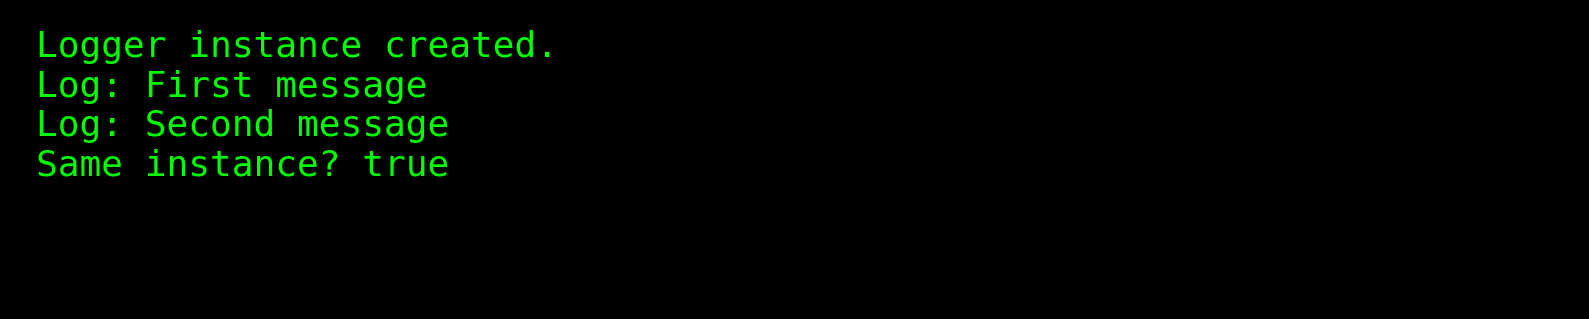 Logger instance created.
Log: First message
Log: Second message
Same instance? true